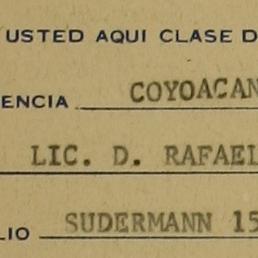 USTED AQUI CLASE D
ENCIA COYOACAN
LIC. D. RAFAEL
LIO SUDERMANN 15